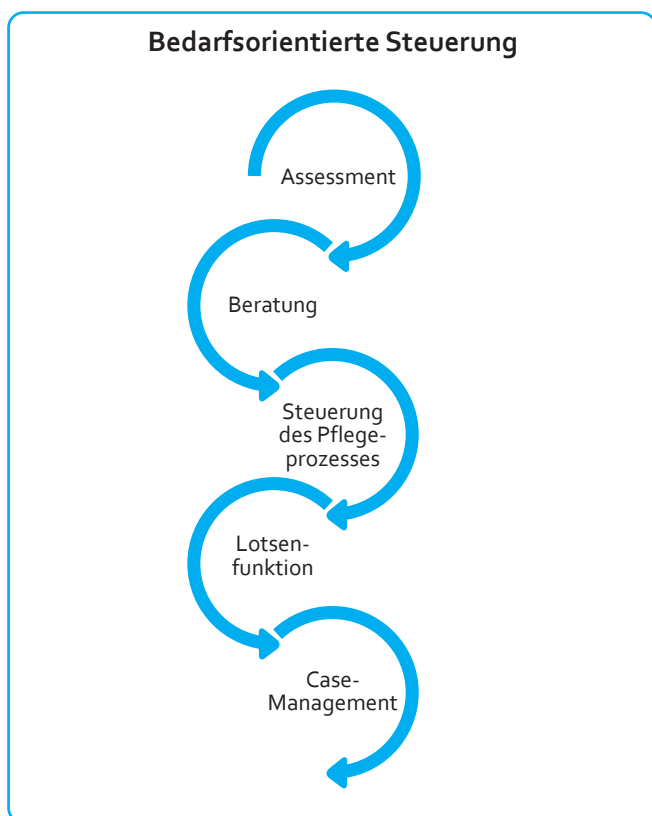 Bedarfsorientierte Steuerung
Assessment
Beratung
Steuerung
des Pflege-
prozesses
Lotsen-
funktion
Case-
Management